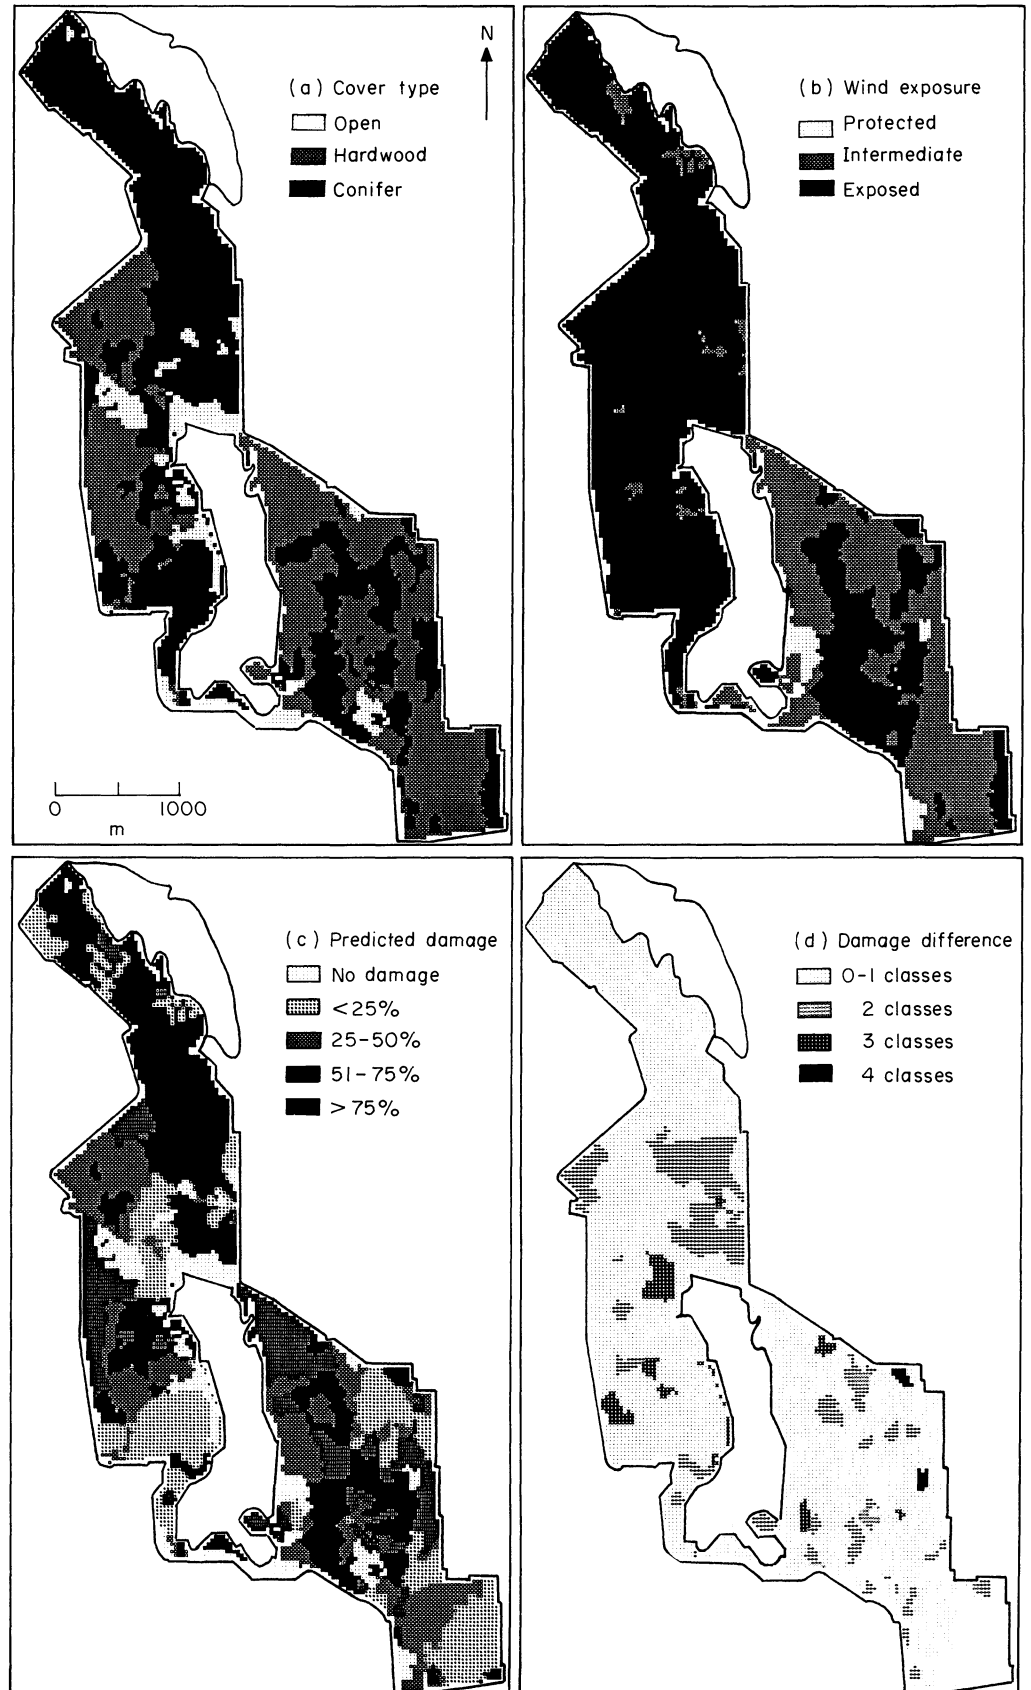 N
(a) Cover type
Open
Hardwood
Conifer
0 1000
m
(b) Wind exposure
Protected
Intermediate
Exposed
(c) Predicted damage
No damage
<25%
25-50%
51-75%
>75%
(d) Damage difference
0-1 classes
2 classes
3 classes
4 classes